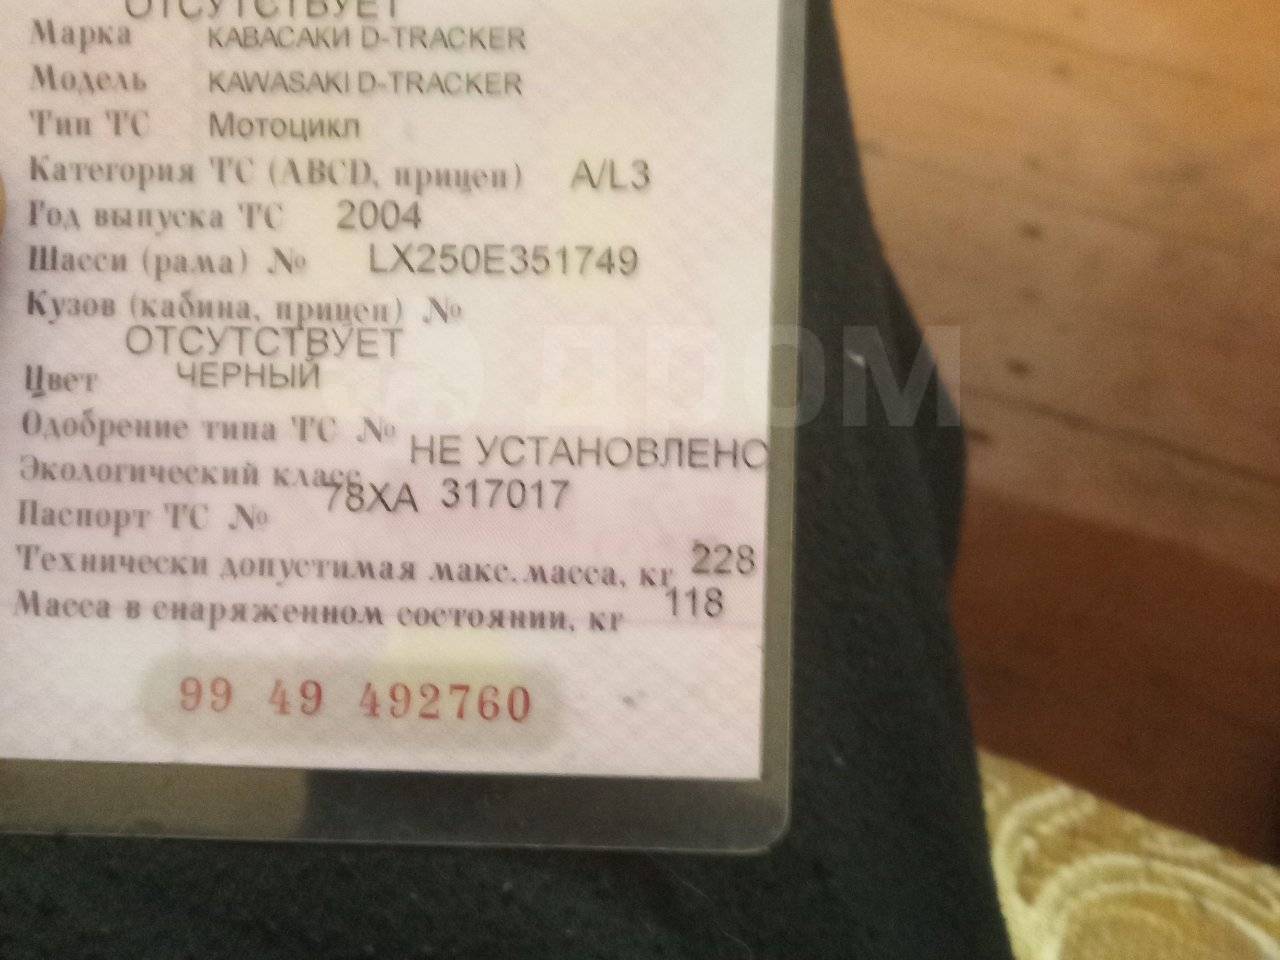 ОТСУТСТВУЕТ
Марка КАВАСАКИ D-TRACKER
Модель KAWASAKI D-TRACKER
Тип ТС Мотоцикл
Категория ТС (ABCD, прицеп) A/L3
Год выпуска ТС 2004
Шасси (рама) № LX250E351749
Кузов (кабина, прицеп) №
ОТСУТСТВУЕТ
Цвет ЧЕРНЫЙ
Одобрение типа ТС №
Экологический класс НЕ УСТАНОВЛЕНО
Паспорт ТС № 78ХА 317017
Технически допустимая макс. масса, кг 228
Масса в снаряженном состоянии, кг 118
99 49 492760
дром